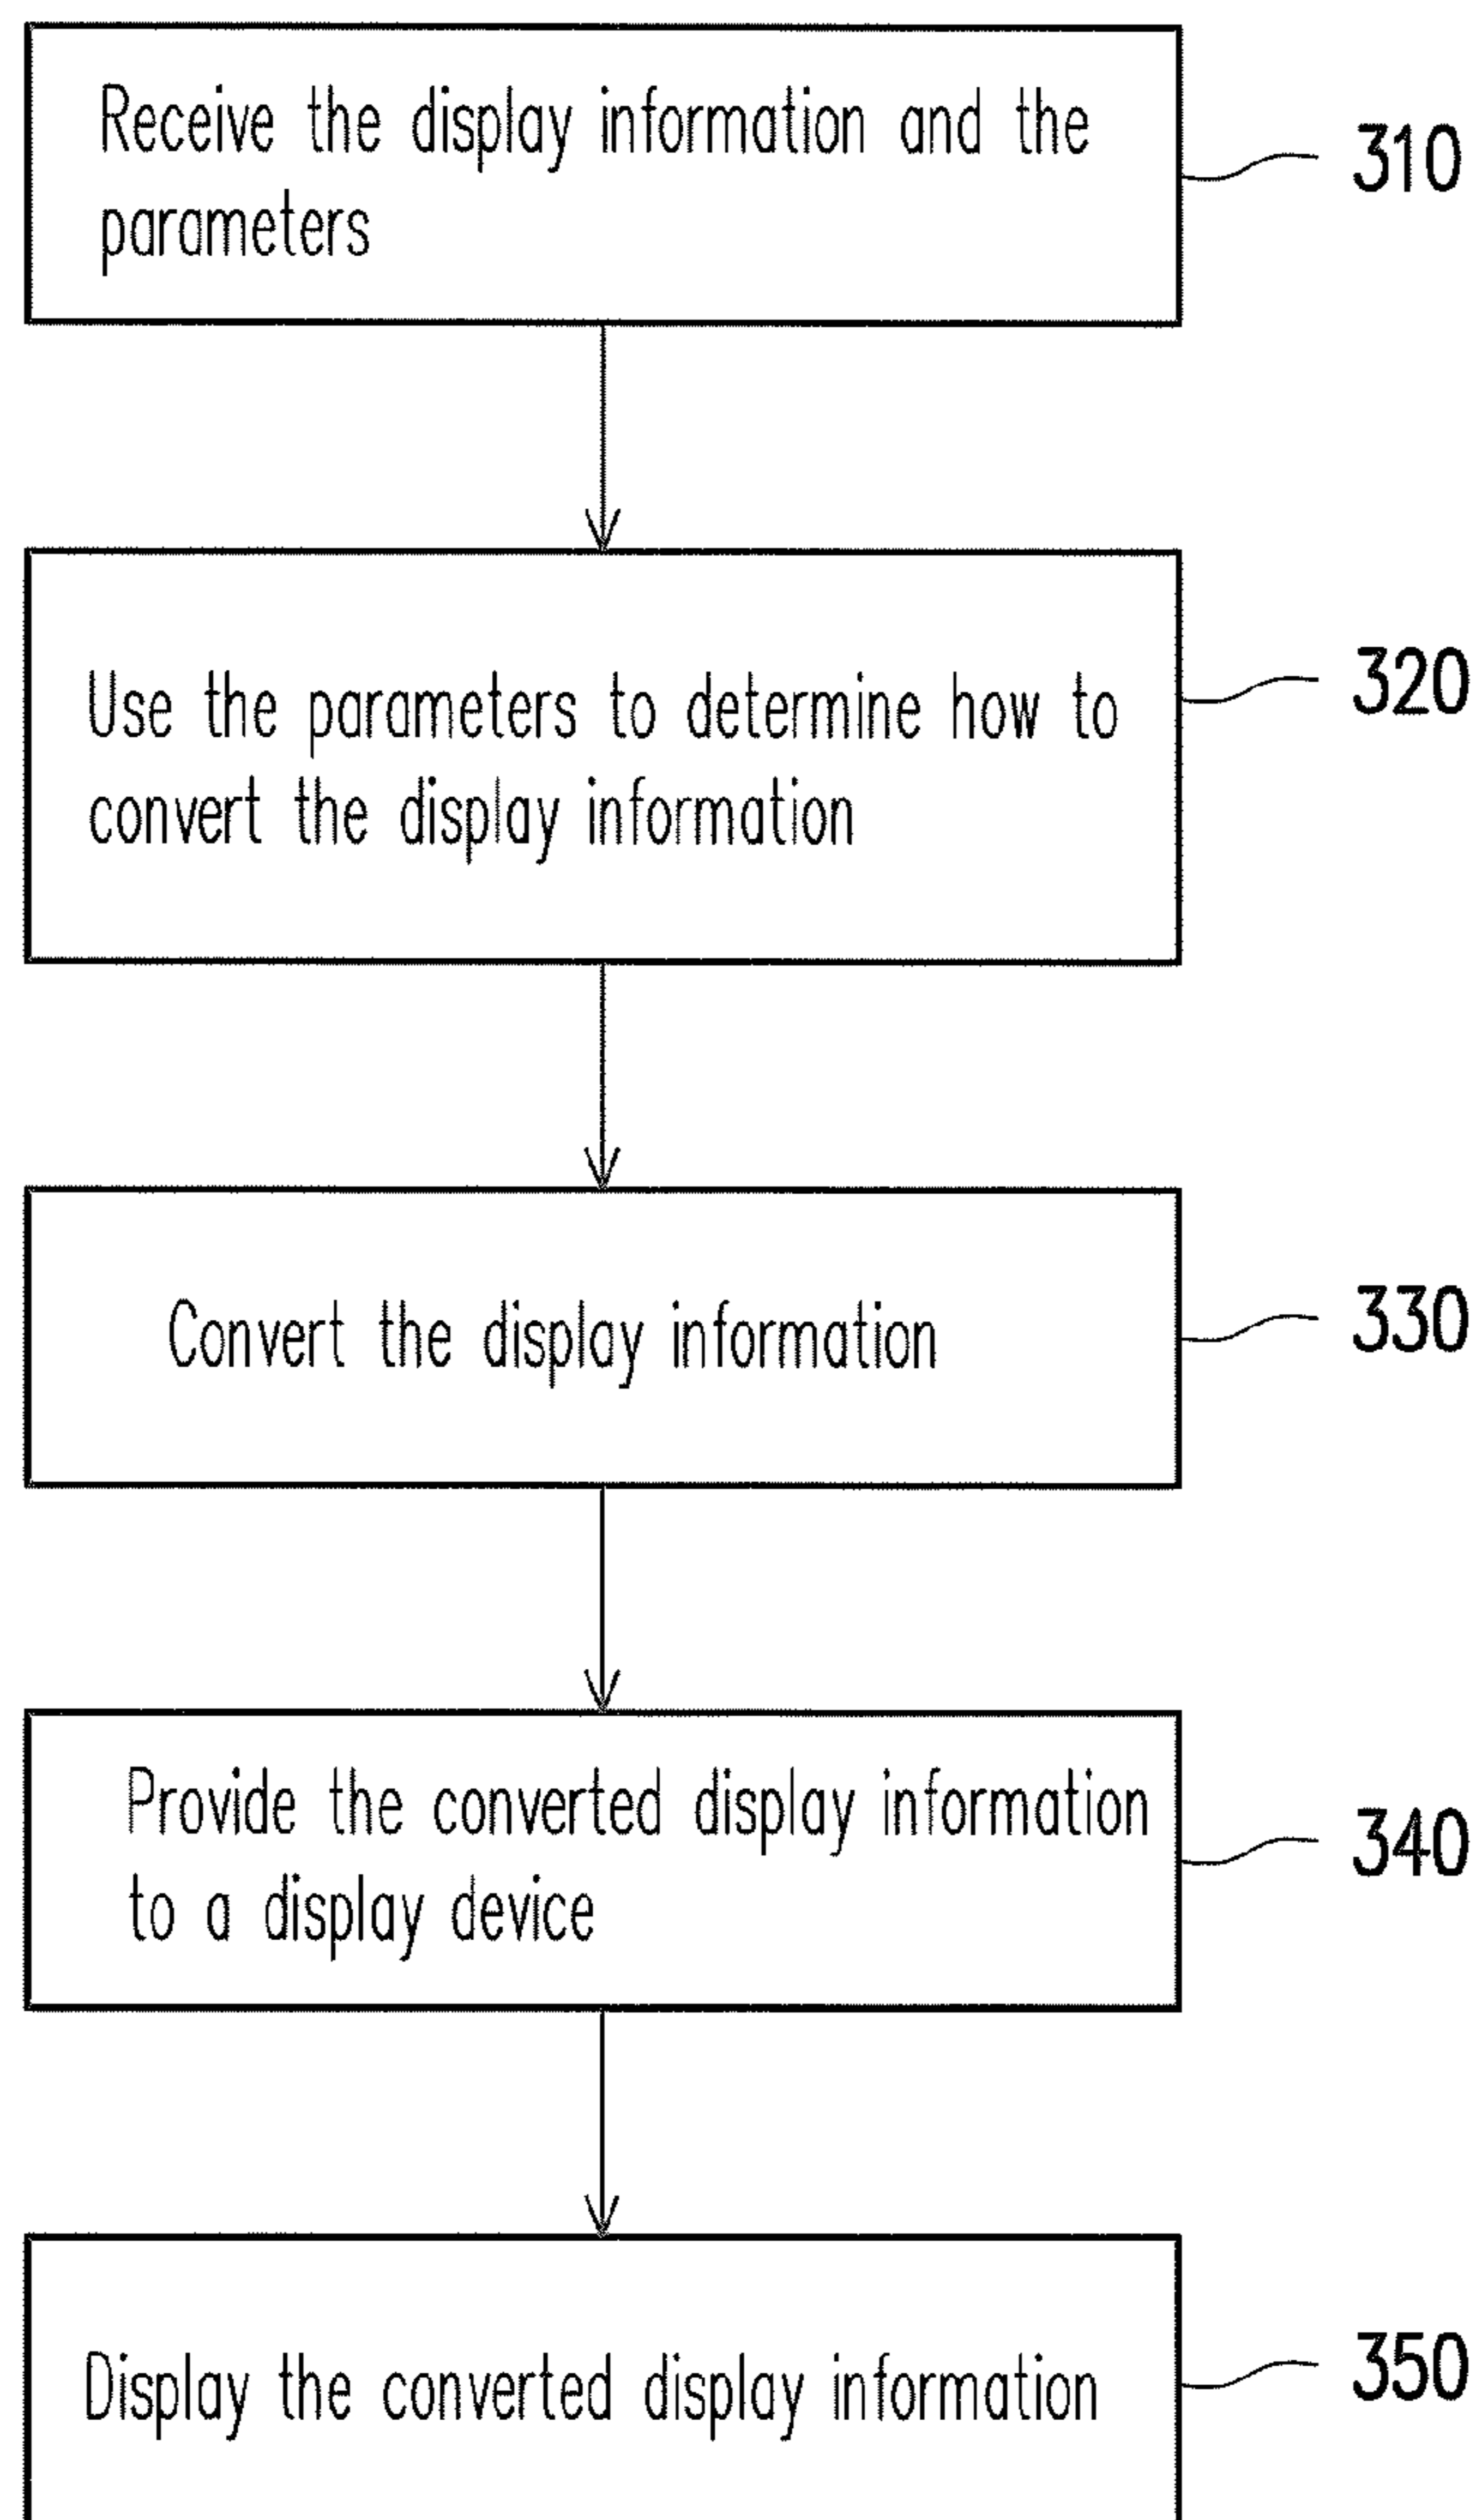 Receive the display information and the
parameters
310
Use the parameters to determine how to
convert the display information
320
Convert the display information
330
Provide the converted display information
to a display device
340
Display the converted display information
350